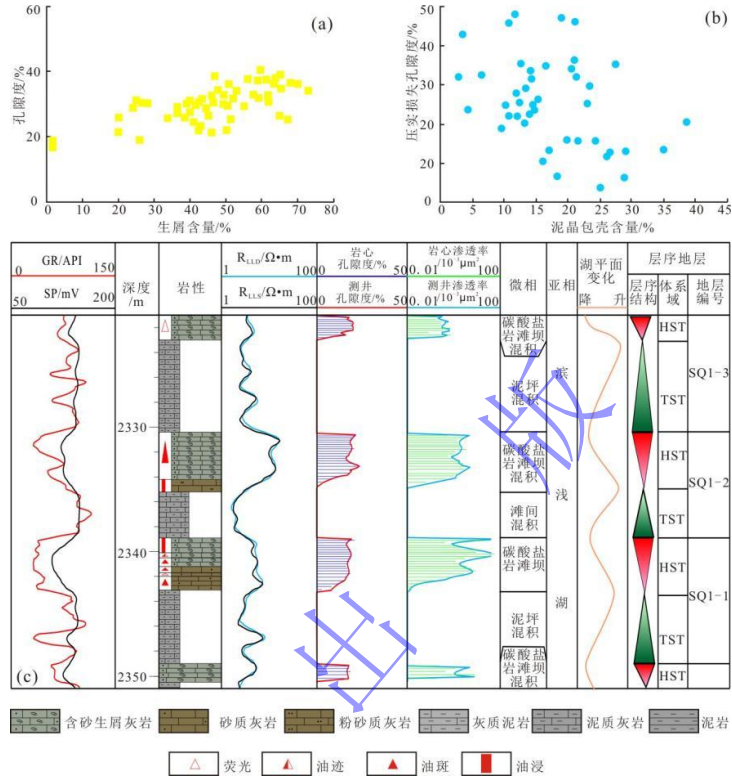 60
(a)
40
孔隙度/%
20
0
0 10 20 30 40 50 60 70 80
生屑含量/%
50
(b)
50
30
压实损失孔隙度/%
20
20
10
0
0 5 10 15 20 25 30 35 40 45
泥晶包壳含量/%
GR/API
0 150
SP/mV
50 200
深度
/m
岩性
R LLD/Ω•m
1 1000
R LLS/Ω•m
1 1000
岩心
孔隙度/%
50
测井
孔隙度/%
50
岩心渗透率
/10⁻³μm²
0.01 100
测井渗透率
/10⁻³μm²
0.01 100
微相
亚相
湖平面
变化
降 升
层序地层
层序
结构
体系
域
地层
编号
2330
2340
2350
碳酸盐
岩滩坝
混积
泥坪
混积
碳酸盐
岩滩坝
混积
滩间
混积
碳酸盐
岩滩坝
泥坪
混积
碳酸盐
岩滩坝
混积
滨
浅
湖
HST
TST
HST
TST
HST
TST
HST
SQ1-3
SQ1-2
SQ1-1
(c)
出版
含砂生屑灰岩 砂质灰岩 粉砂质灰岩 灰质泥岩 泥质灰岩 泥岩
荧光 油迹 油斑 油浸